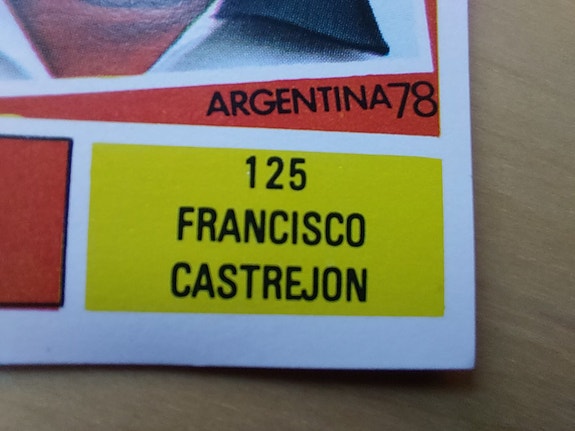 ARGENTINA78
125
FRANCISCO
CASTREJON